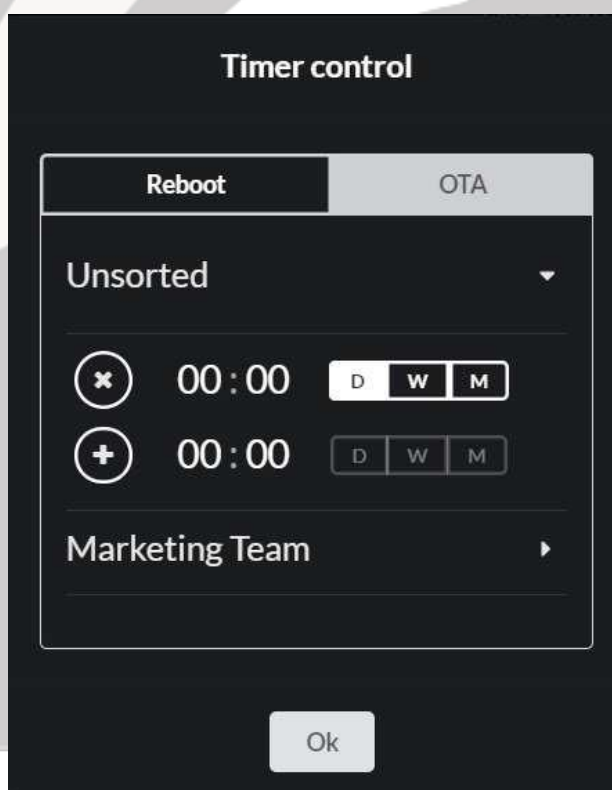 Timer control
Reboot OTA
Unsorted
00:00 D W M
00:00 D W M
Marketing Team
Ok